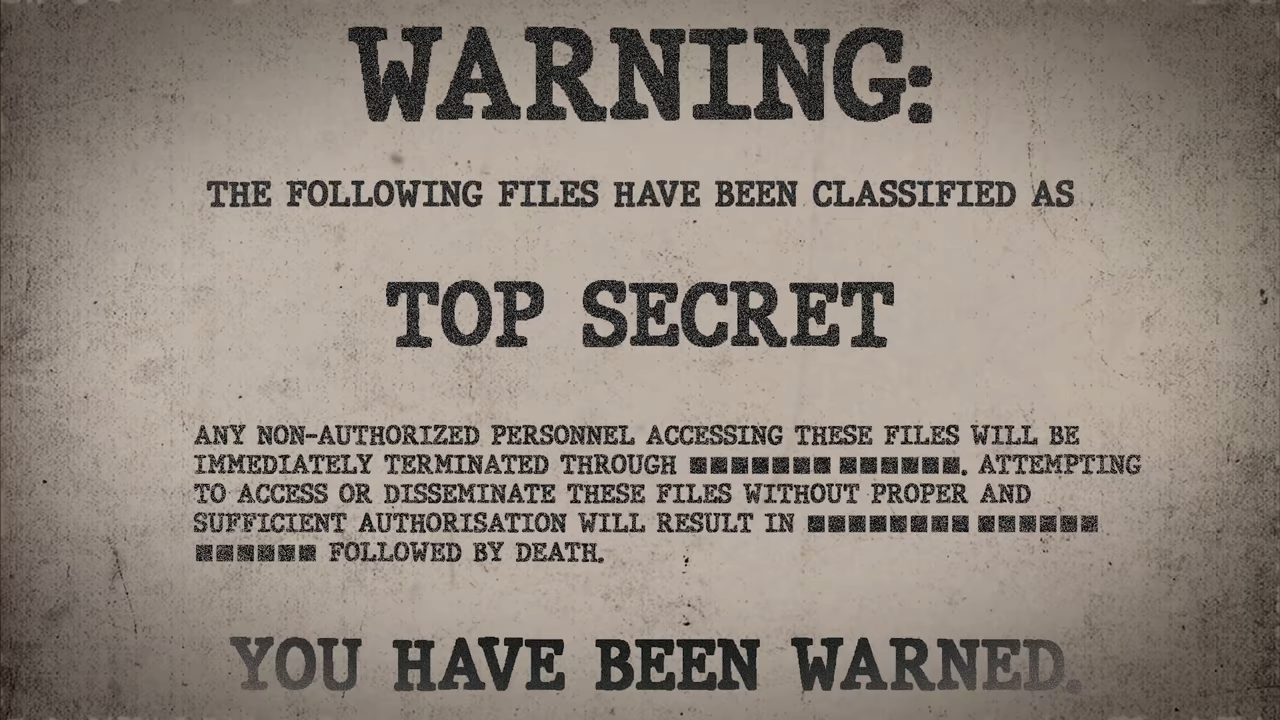 WARNING:
THE FOLLOWING FILES HAVE BEEN CLASSIFIED AS
TOP SECRET
ANY NON-AUTHORIZED PERSONNEL ACCESSING THESE FILES WILL BE
IMMEDIATELY TERMINATED THROUGH ■■■■■■■ ■■■■■■. ATTEMPTING
TO ACCESS OR DISSEMINATE THESE FILES WITHOUT PROPER AND
SUFFICIENT AUTHORISATION WILL RESULT IN ■■■■■■■■ ■■■■■■
■■■■■■ FOLLOWED BY DEATH.
YOU HAVE BEEN WARNED.